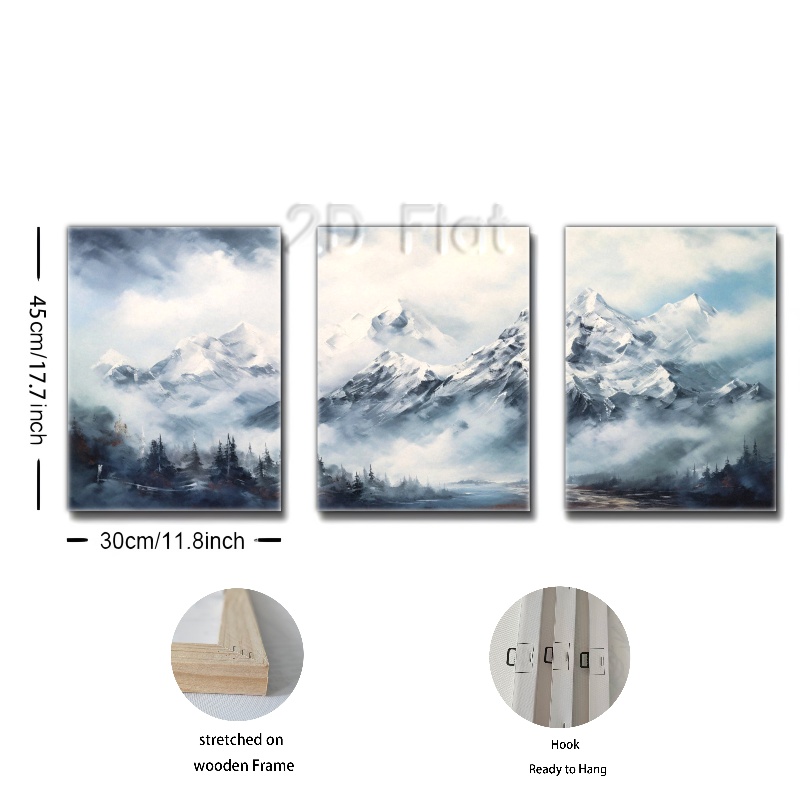 2D Flat
45cm/17.7inch
30cm/11.8inch
stretched on
wooden Frame
Hook
Ready to Hang